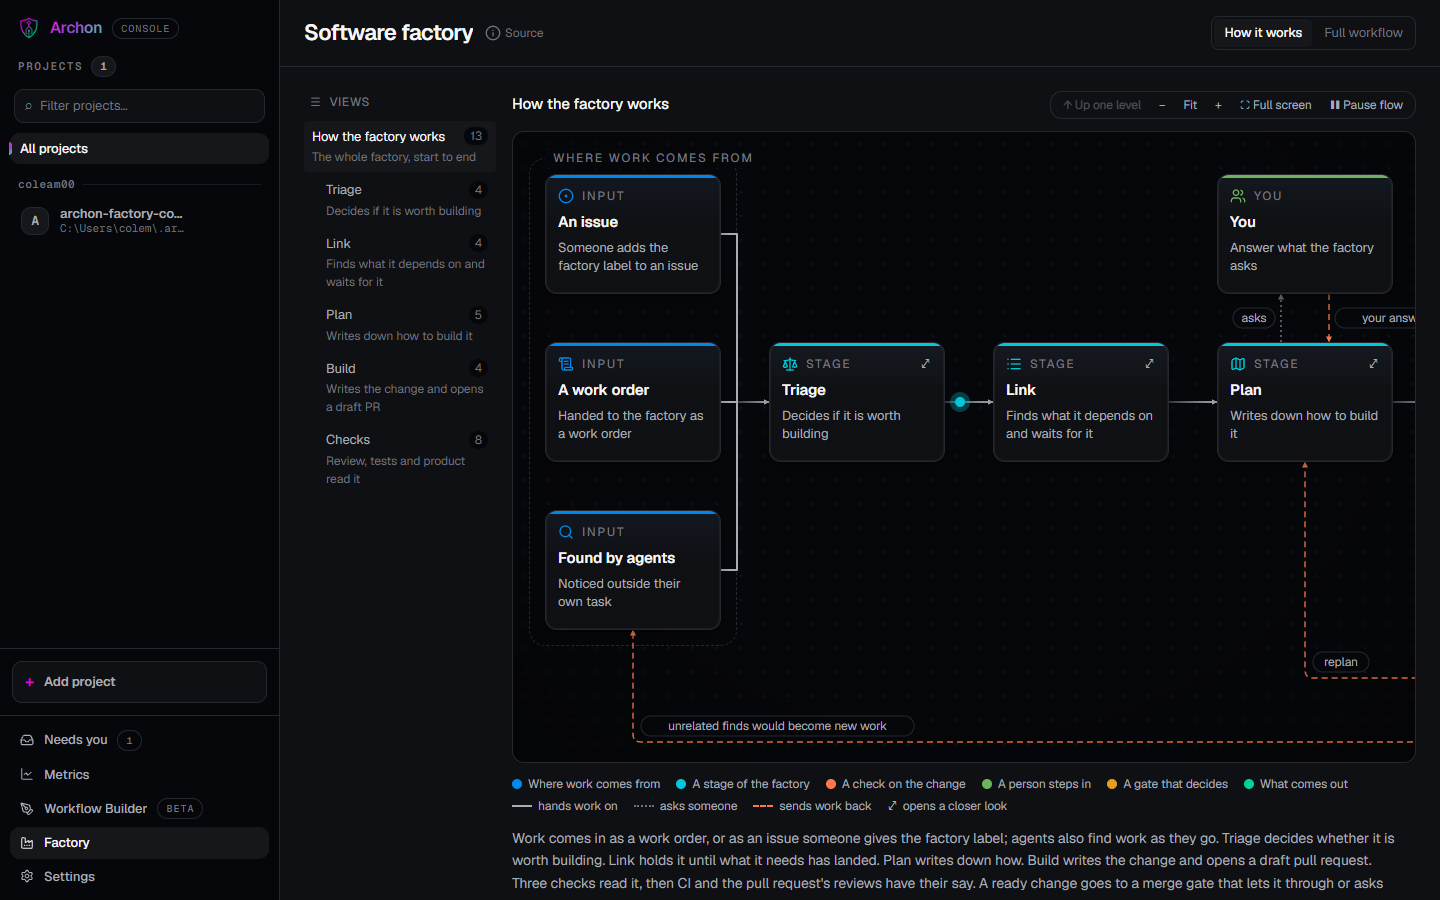 Archon
CONSOLE
PROJECTS 1
Filter projects...
All projects
coleam00
A
archon-factory-co...
C:\Users\colem\.ar...
Add project
Needs you 1
Metrics
Workflow Builder BETA
Factory
Settings
Software factory
Source
How it works
Full workflow
VIEWS
How the factory works 13
The whole factory, start to end
Triage 4
Decides if it is worth building
Link 4
Finds what it depends on and
waits for it
Plan 5
Writes down how to build it
Build 4
Writes the change and opens
a draft PR
Checks 8
Review, tests and product
read it
How the factory works
Up one level
Fit
Full screen
Pause flow
WHERE WORK COMES FROM
INPUT
An issue
Someone adds the
factory label to an issue
YOU
You
Answer what the factory
asks
asks
your answ
INPUT
A work order
Handed to the factory as
a work order
STAGE
Triage
Decides if it is worth
building
STAGE
Link
Finds what it depends on
and waits for it
STAGE
Plan
Writes down how to build
it
INPUT
Found by agents
Noticed outside their
own task
replan
unrelated finds would become new work
Where work comes from
A stage of the factory
A check on the change
A person steps in
A gate that decides
What comes out
hands work on
asks someone
sends work back
opens a closer look
Work comes in as a work order, or as an issue someone gives the factory label; agents also find work as they go. Triage decides whether it is
worth building. Link holds it until what it needs has landed. Plan writes down how. Build writes the change and opens a draft pull request.
Three checks read it, then CI and the pull request's reviews have their say. A ready change goes to a merge gate that lets it through or asks